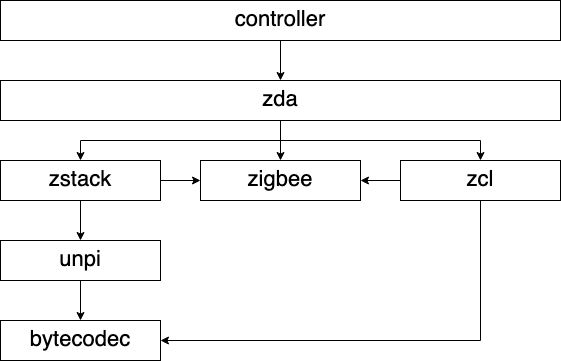 controller
zda
zstack
zigbee
zcl
unpi
bytecodec